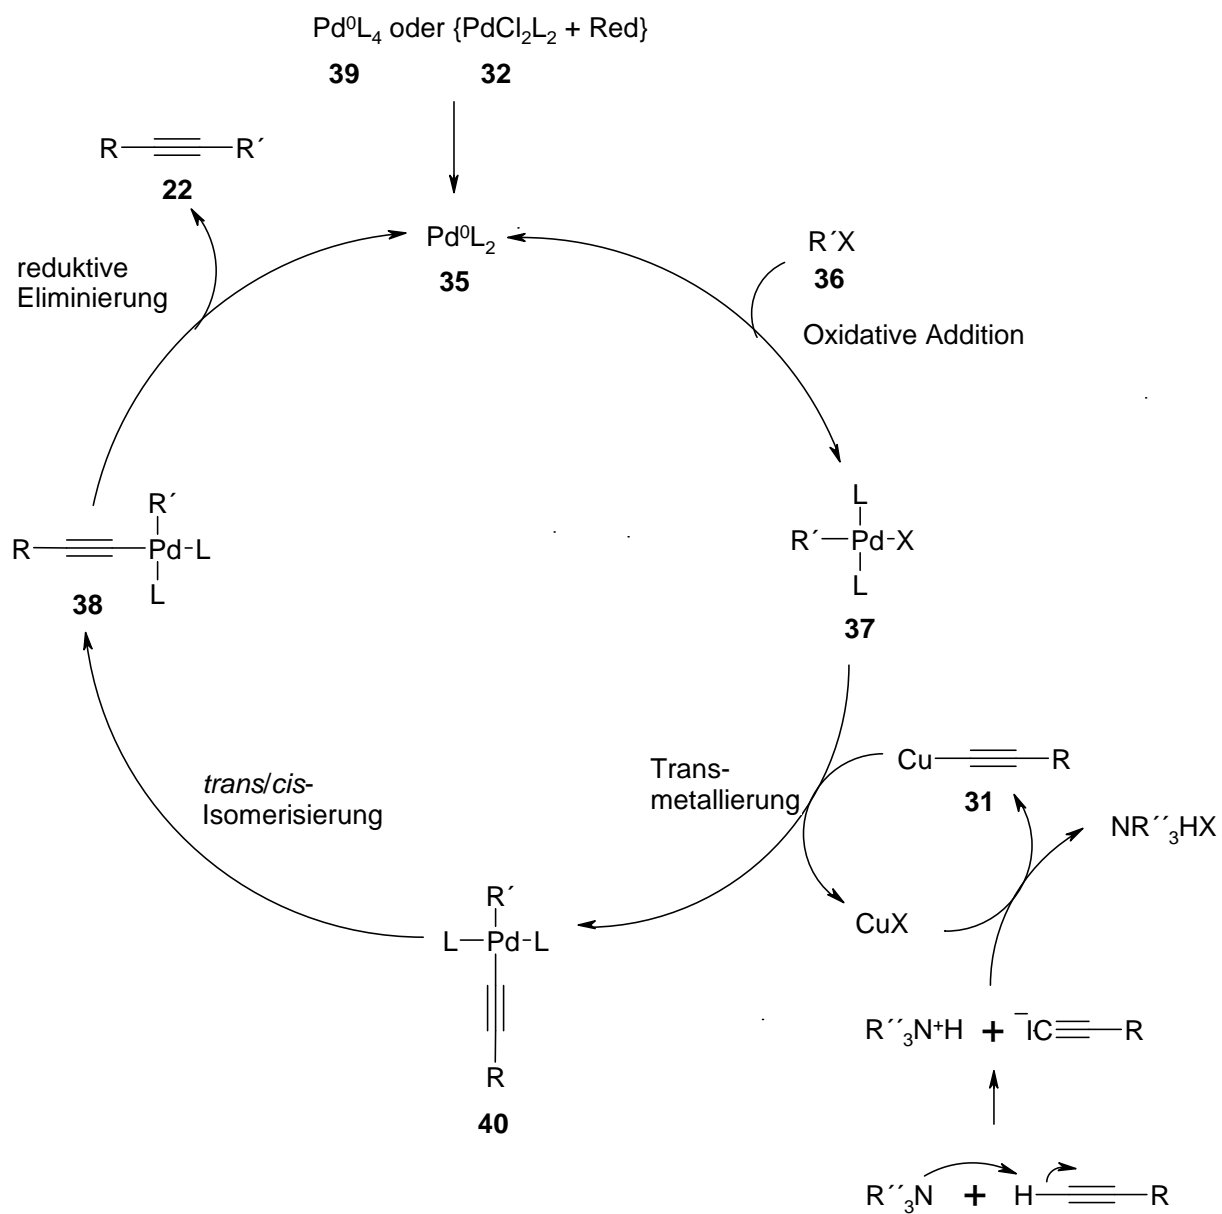 Pd⁰L₄ oder {PdCl₂L₂ + Red}
39 32
R R´
22
Pd⁰L₂
35
R´X
36
reduktive
Eliminierung
Oxidative Addition
L
R´ Pd X
L
37
R´
R Pd L
L
38
Trans-
metallierung
Cu R
31
NR´´₃HX
trans/cis-
Isomerisierung
CuX
R´
L Pd L
R
40
R´´₃N⁺H + ⁻IC R
R´´₃N + H R